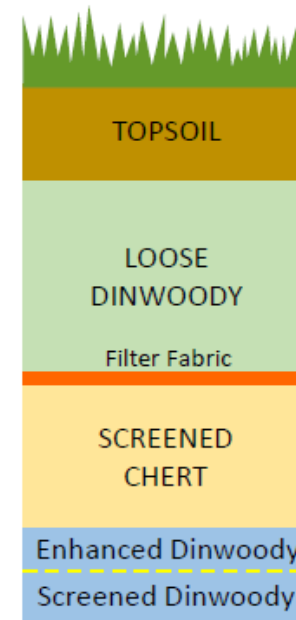 TOPSOIL
LOOSE
DINWOODY
Filter Fabric
SCREENED
CHERT
Enhanced Dinwoody
Screened Dinwoody